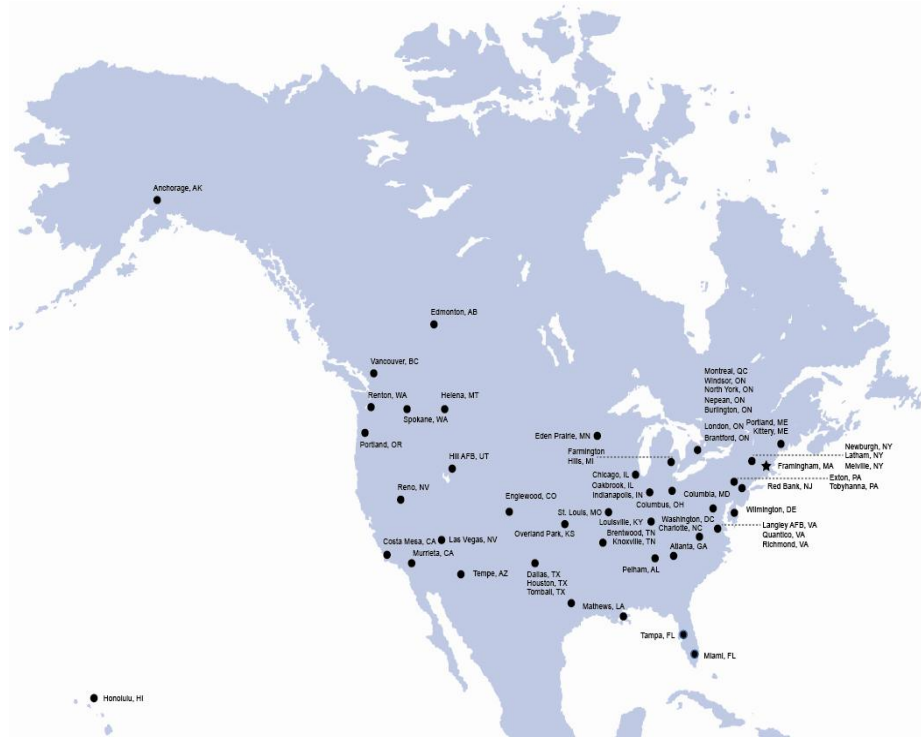 Anchorage, AK
Edmonton, AB
Vancouver, BC
Renton, WA
Helena, MT
Spokane, WA
Portland, OR
Hill AFB, UT
Reno, NV
Englewood, CO
Costa Mesa, CA
Las Vegas, NV
Murrieta, CA
Tempe, AZ
Honolulu, HI
Eden Prairie, MN
Farmington
Hills, MI
Chicago, IL
Oakbrook, IL
Indianapolis, IN
Columbus, OH
St. Louis, MO
Overland Park, KS
Louisville, KY
Brentwood, TN
Knoxville, TN
Dallas, TX
Houston, TX
Tomball, TX
Mathews, LA
Pelham, AL
Atlanta, GA
Tampa, FL
Miami, FL
Montreal, QC
Windsor, ON
North York, ON
Nepean, ON
Burlington, ON
London, ON
Brantford, ON
Portland, ME
Kittery, ME
Newburgh, NY
Latham, NY
Melville, NY
Framingham, MA
Exton, PA
Tobyhanna, PA
Red Bank, NJ
Columbia, MD
Wilmington, DE
Washington, DC
Charlotte, NC
Langley AFB, VA
Quantico, VA
Richmond, VA